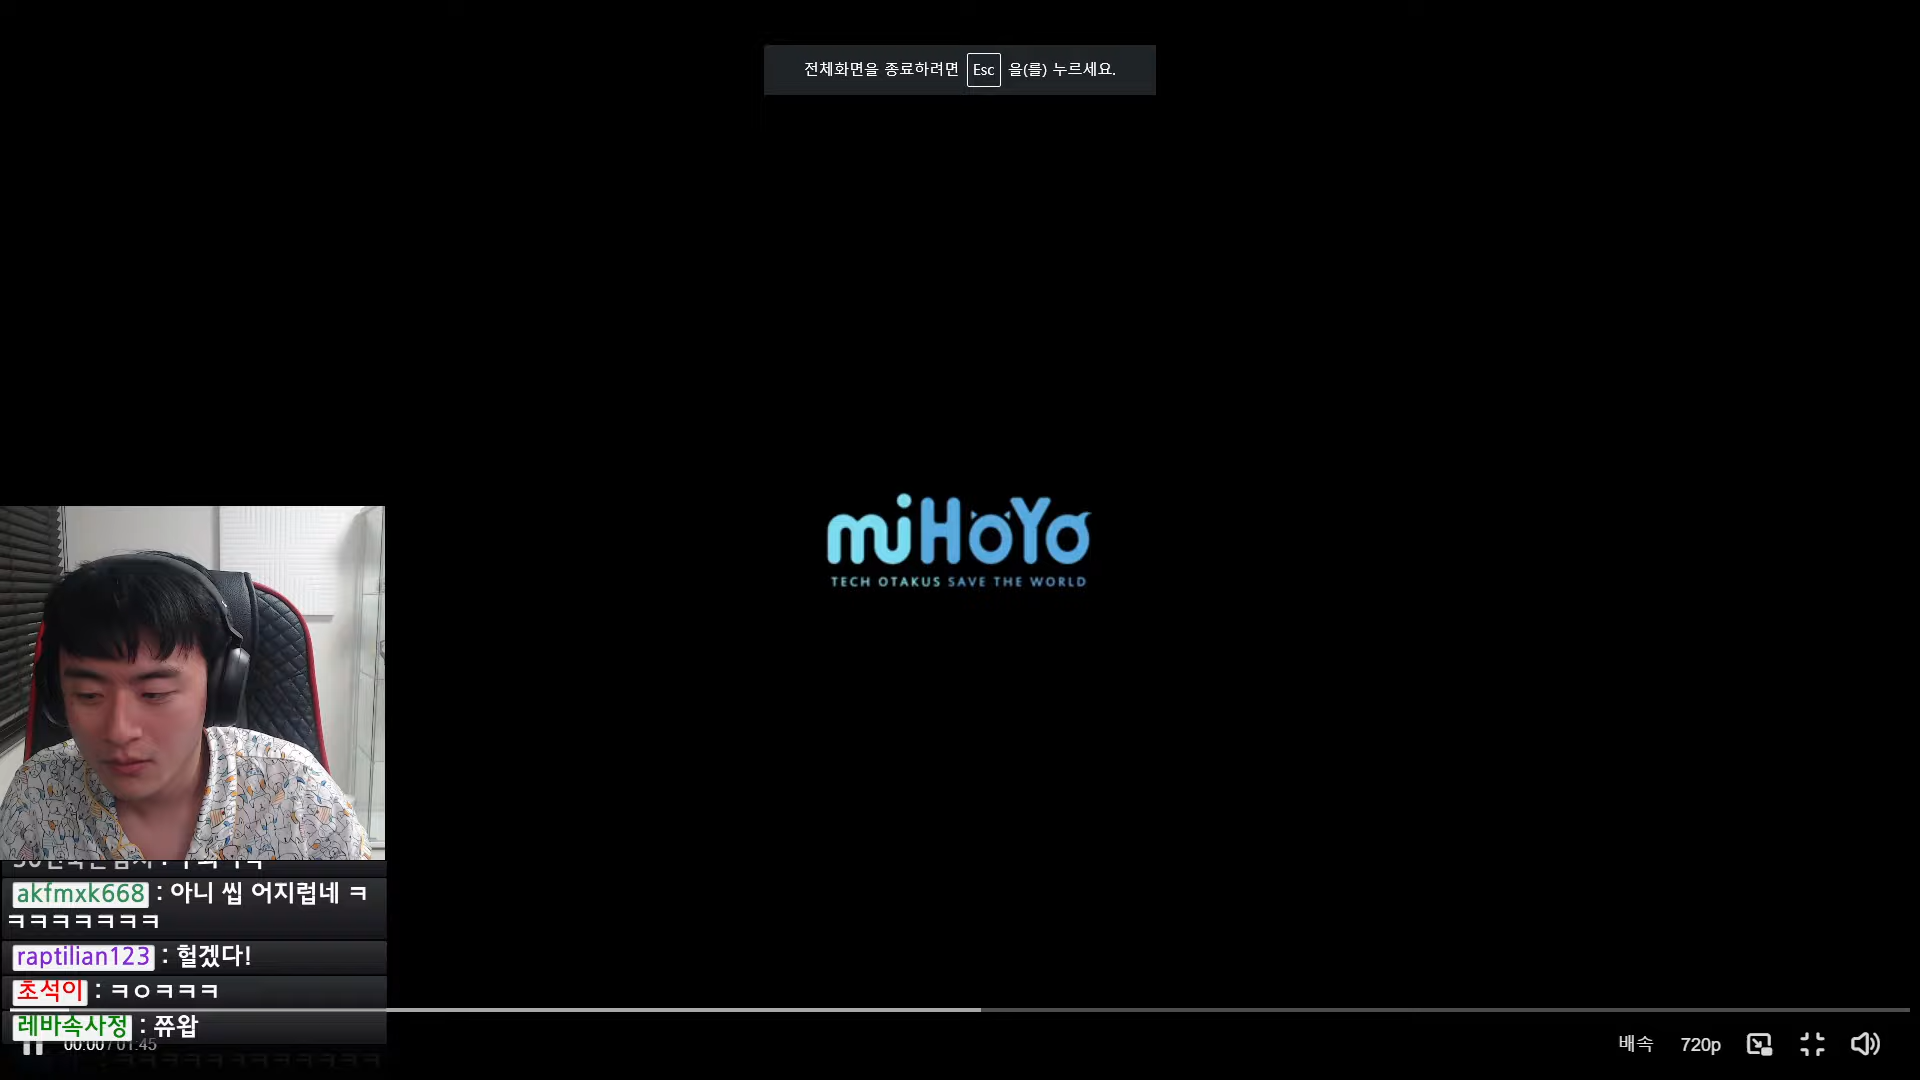 전체화면을 종료하려면 Esc 을(를) 누르세요.
miHoYo
TECH OTAKUS SAVE THE WORLD
akfmxk668 : 아니 씹 어지럽네 ㅋ
ㅋㅋㅋㅋㅋㅋㅋ
raptilian123 : 헐겠다!
초석이 : ㅋㅇㅋㅋㅋ
레바속사정 : 쮸왑
00:00 / 01:45
배속 720p